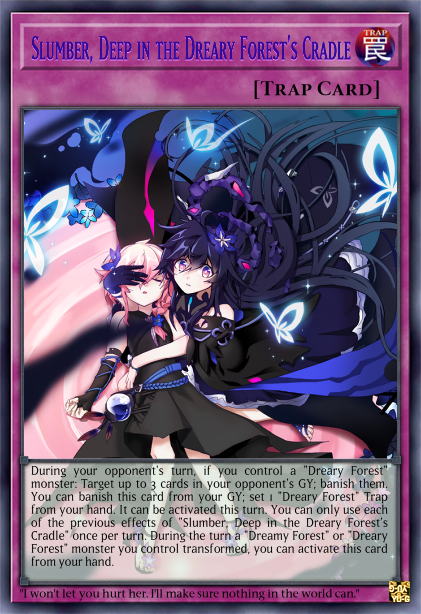 Slumber, Deep in the Dreary Forest's Cradle
TRAP
罠
[Trap Card]
During your opponent's turn, if you control a "Dreary Forest"
monster: Target up to 3 cards in your opponent's GY; banish them.
You can banish this card from your GY; set 1 "Dreary Forest" Trap
from your hand. It can be activated this turn. You can only use each
of the previous effects of "Slumber, Deep in the Dreary Forest's
Cradle" once per turn. During the turn a "Dreamy Forest" or "Dreary
Forest" monster you control transformed, you can activate this card
from your hand.
"I won't let you hurt her. I'll make sure nothing in the world can."